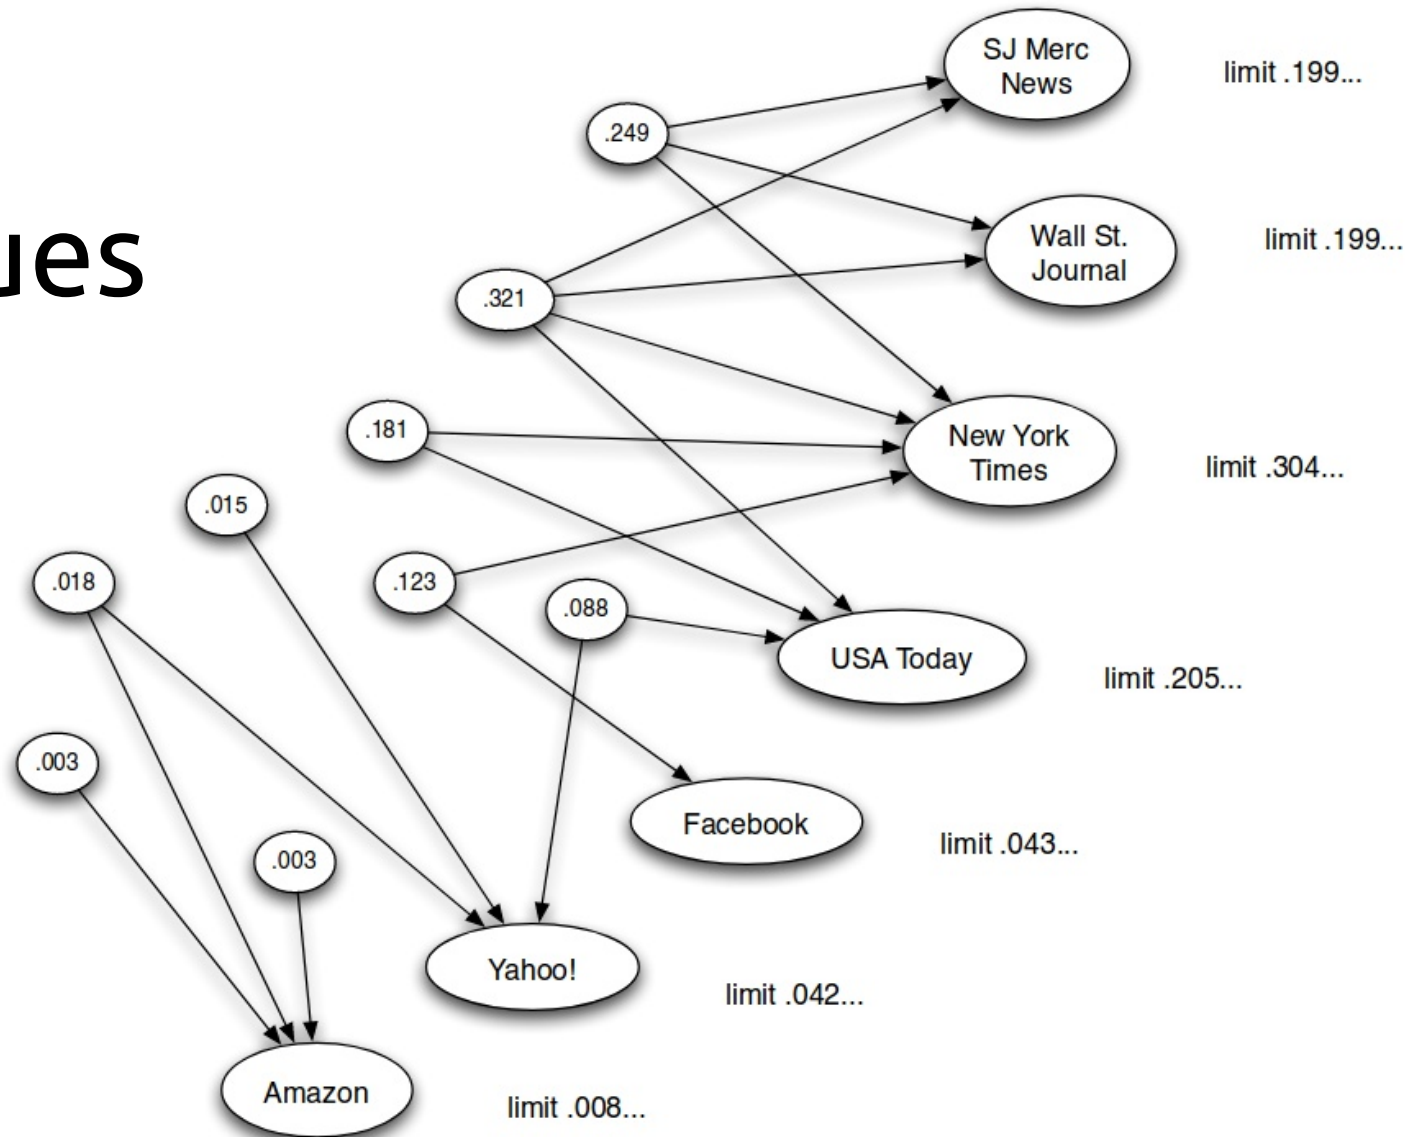 SJ Merc
News
limit .199...
.249
ues
Wall St.
Journal
limit .199...
.321
.181
New York
Times
limit .304...
.015
.018
.123
.088
USA Today
limit .205...
.003
Facebook
limit .043...
.003
Yahoo!
limit .042...
Amazon
limit .008...